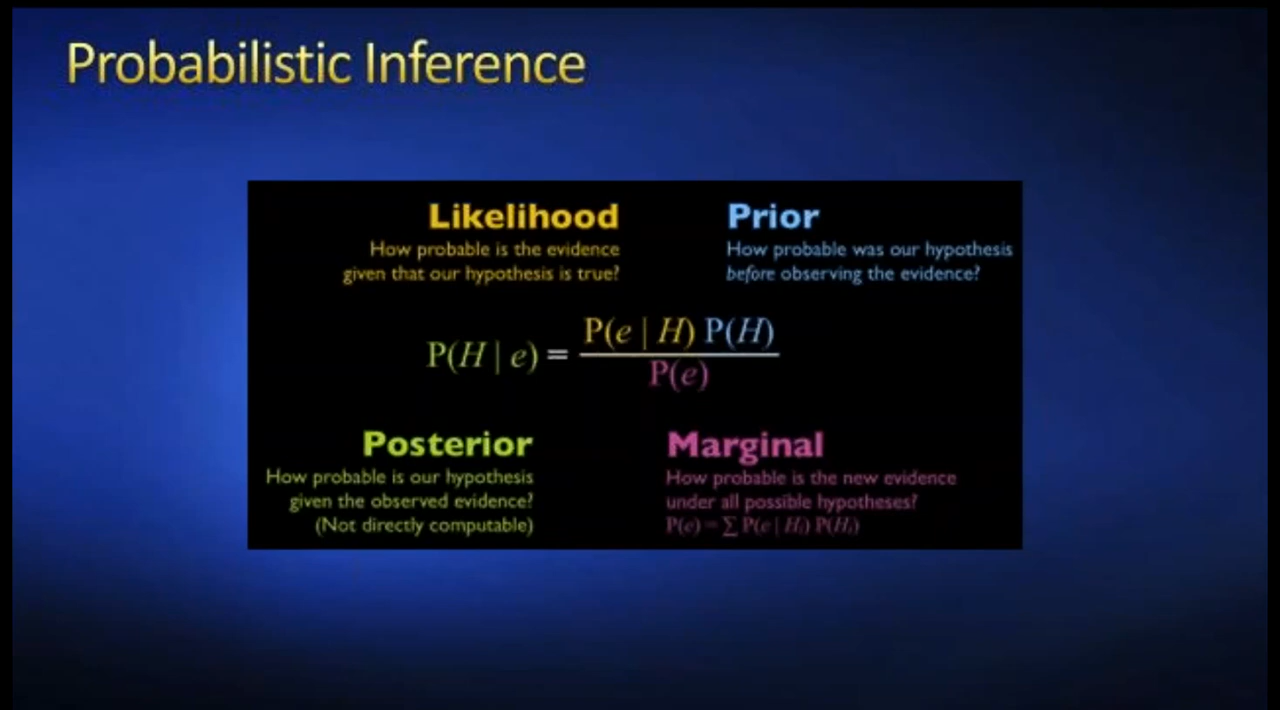 Probabilistic Inference
Likelihood
How probable is the evidence
given that our hypothesis is true?
Prior
How probable was our hypothesis
before observing the evidence?
P(H | e) = P(e | H) P(H)
P(e)
Posterior
How probable is our hypothesis
given the observed evidence?
(Not directly computable)
Marginal
How probable is the new evidence
under all possible hypotheses?
P(e) = ∑ P(e | Hi) P(Hi)